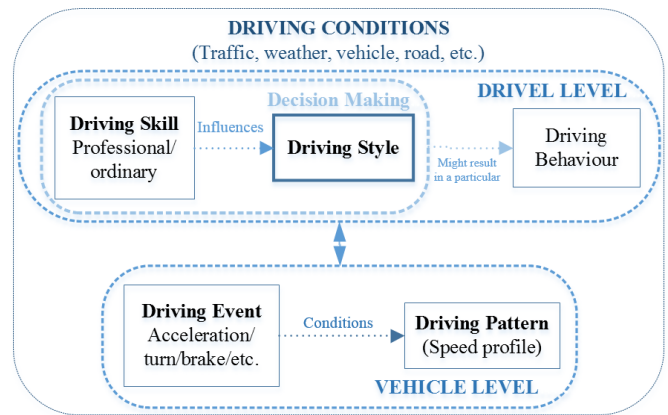 DRIVING CONDITIONS
(Traffic, weather, vehicle, road, etc.)
DRIVEL LEVEL
Decision Making
Driving Skill
Professional/
ordinary
Influences
Driving Style
Might result
in a particular
Driving
Behaviour
Driving Event
Acceleration/
turn/brake/etc.
Conditions
Driving Pattern
(Speed profile)
VEHICLE LEVEL